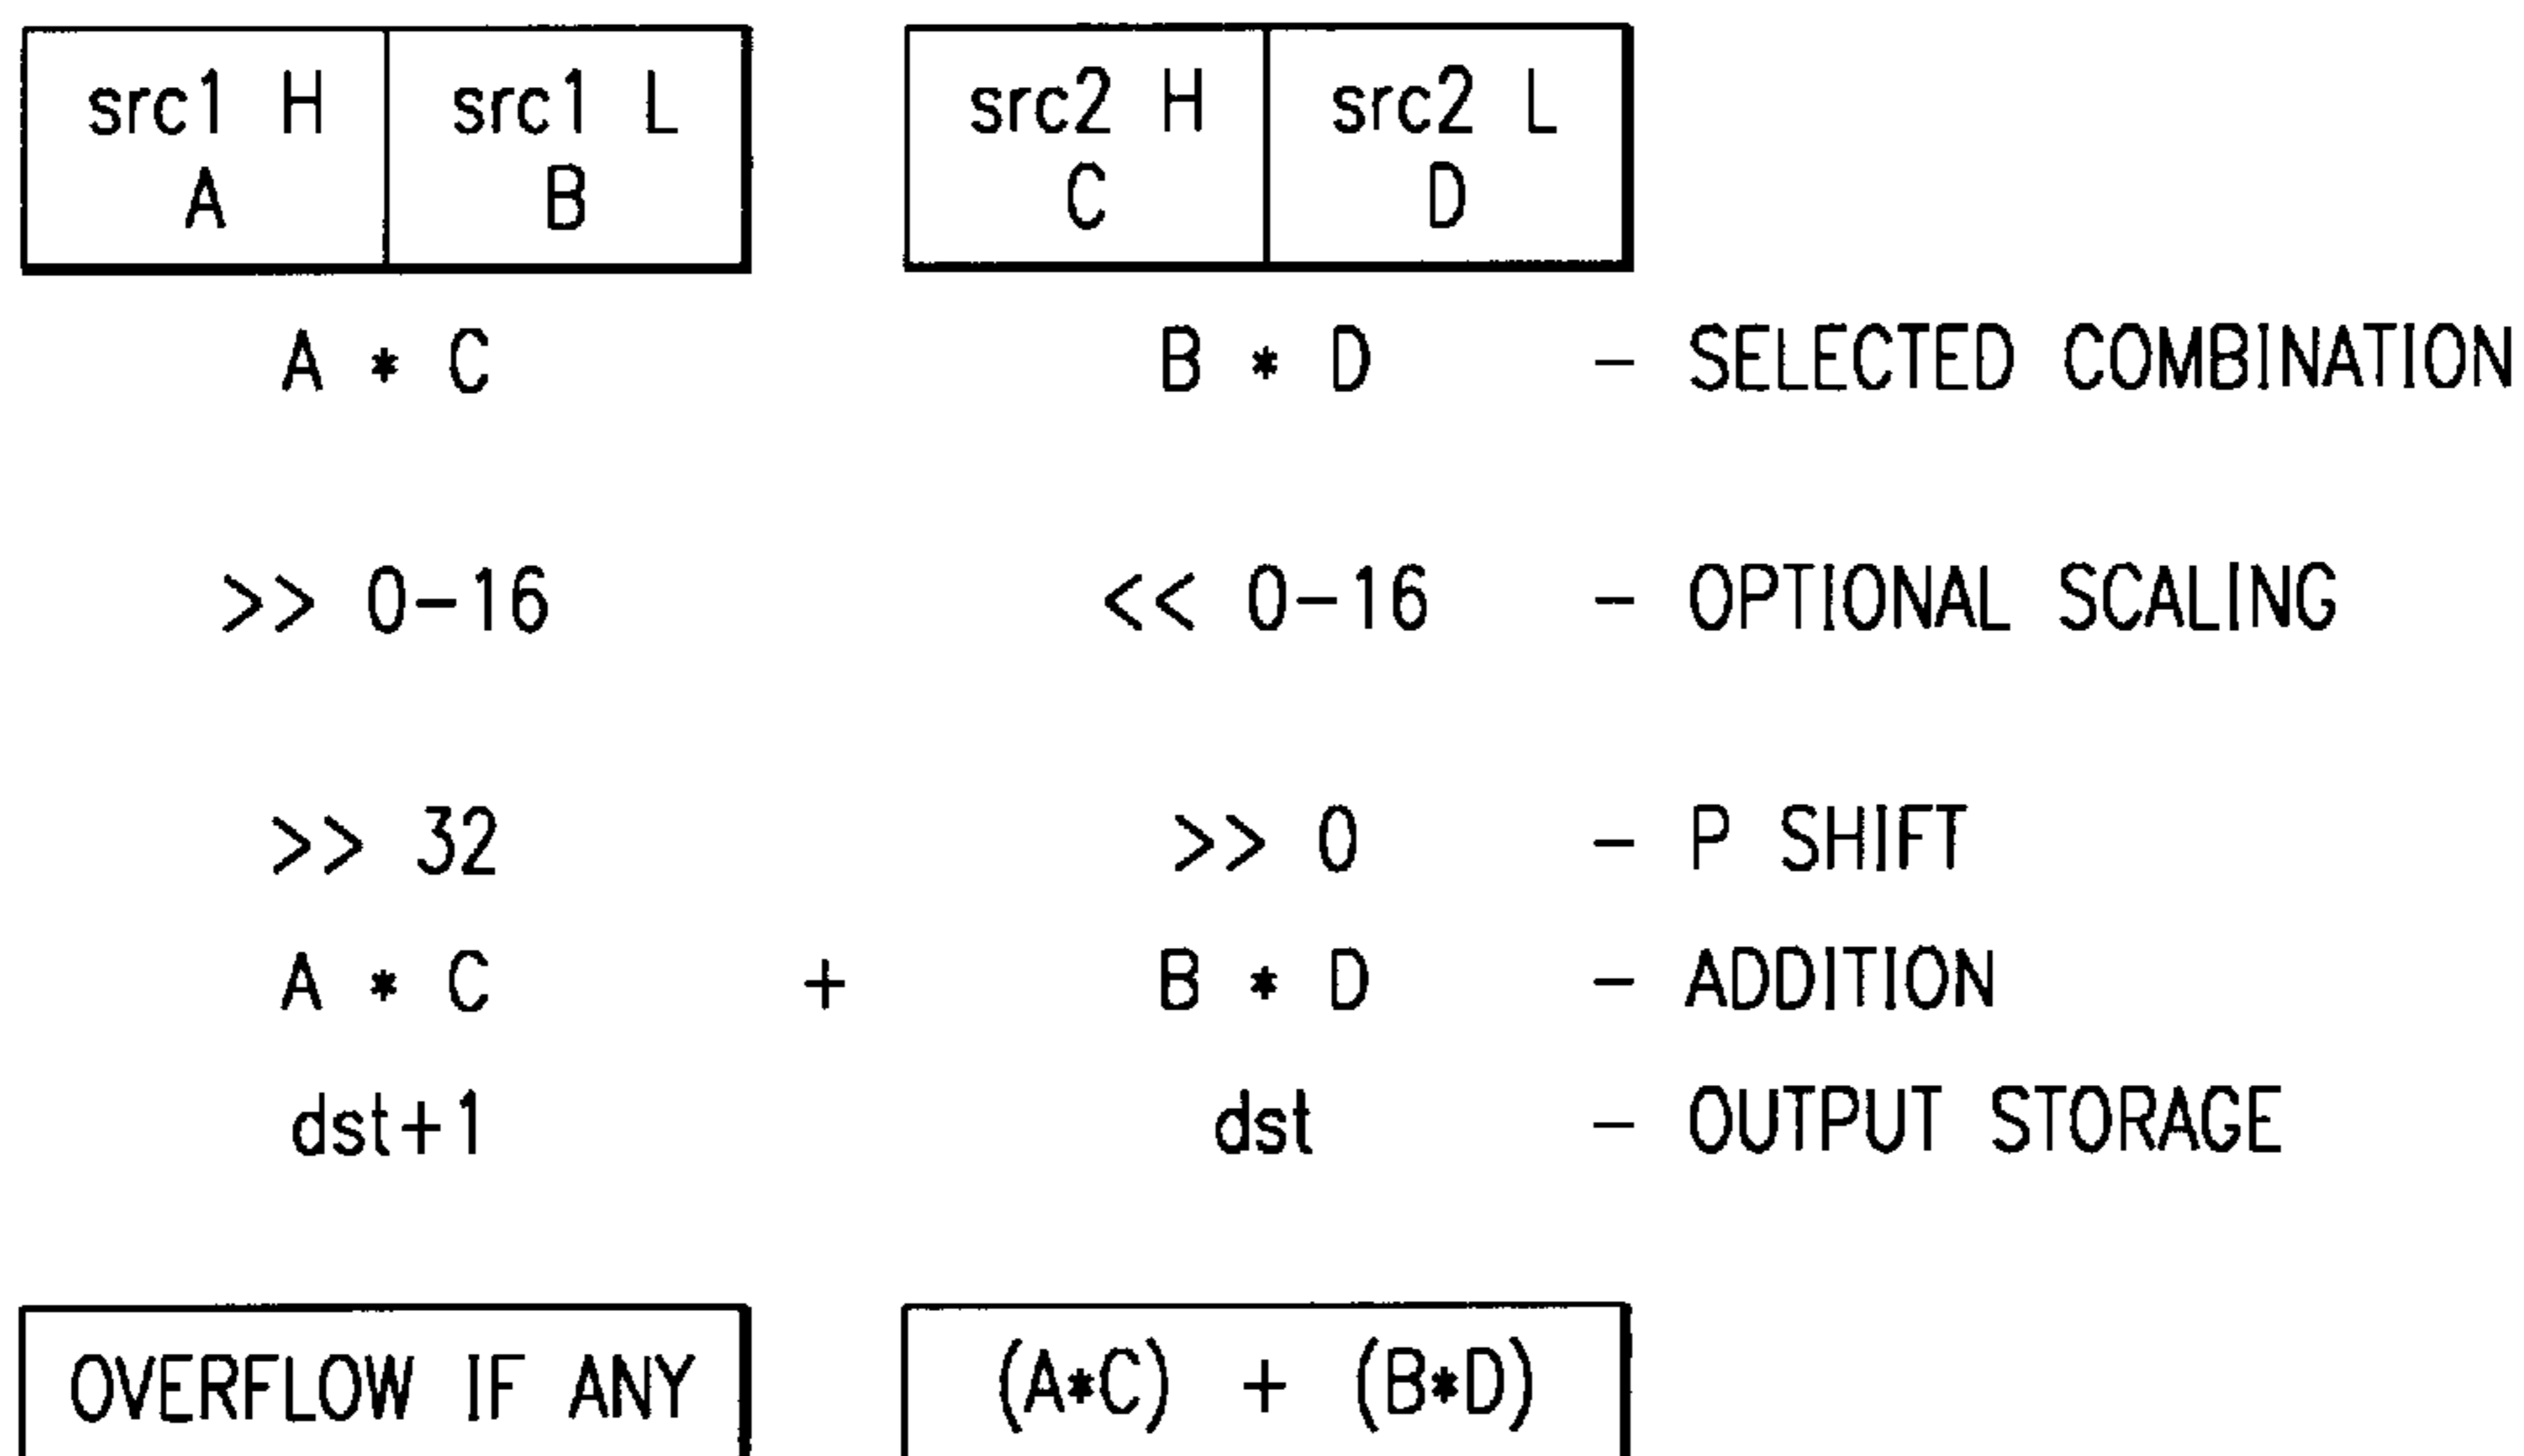 src1 H src1 L src2 H src2 L
A B C D
A * C B * D – SELECTED COMBINATION
>> 0–16 << 0–16 – OPTIONAL SCALING
>> 32 >> 0 – P SHIFT
A * C + B * D – ADDITION
dst+1 dst – OUTPUT STORAGE
OVERFLOW IF ANY (A*C) + (B*D)